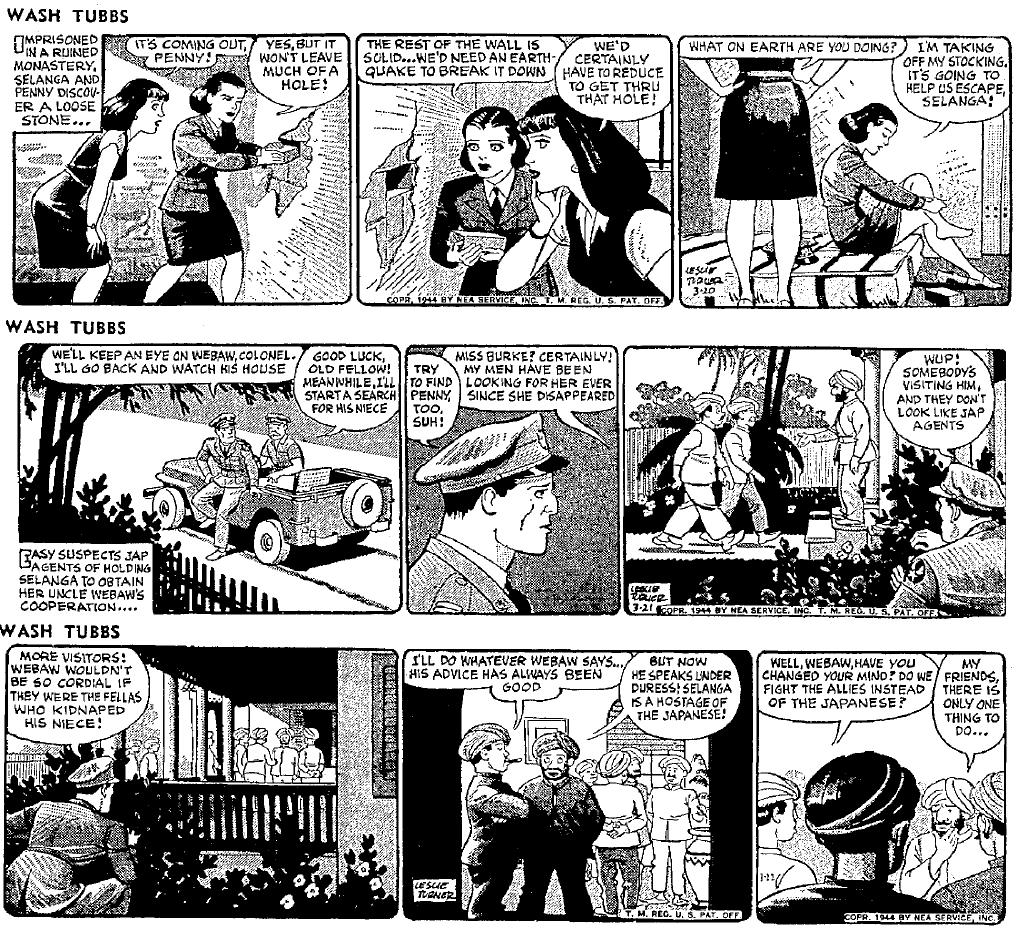 WASH TUBBS
IMPRISONED
IN A RUINED
MONASTERY,
SELANGA AND
PENNY DISCOV-
ER A LOOSE
STONE...
IT'S COMING OUT,
PENNY!
YES, BUT IT
WON'T LEAVE
MUCH OF A
HOLE!
THE REST OF THE WALL IS
SOLID...WE'D NEED AN EARTH-
QUAKE TO BREAK IT DOWN
WE'D
CERTAINLY
HAVE TO REDUCE
TO GET THRU
THAT HOLE!
COPR. 1944 BY NEA SERVICE, INC. T. M. REG. U. S. PAT. OFF.
WHAT ON EARTH ARE YOU DOING?
I'M TAKING
OFF MY STOCKING.
IT'S GOING TO
HELP US ESCAPE,
SELANGA!
LESLIE
TURNER
3-20
WASH TUBBS
WE'LL KEEP AN EYE ON WEBAW, COLONEL.
I'LL GO BACK AND WATCH HIS HOUSE
GOOD LUCK,
OLD FELLOW!
MEANWHILE, I'LL
START A SEARCH
FOR HIS NIECE
EASY SUSPECTS JAP
AGENTS OF HOLDING
SELANGA TO OBTAIN
HER UNCLE WEBAW'S
COOPERATION....
TRY
TO FIND
PENNY,
TOO,
SUH!
MISS BURKE? CERTAINLY!
MY MEN HAVE BEEN
LOOKING FOR HER EVER
SINCE SHE DISAPPEARED
WUP!
SOMEBODY'S
VISITING HIM,
AND THEY DON'T
LOOK LIKE JAP
AGENTS
LESLIE
TURNER
3-21
COPR. 1944 BY NEA SERVICE, INC. T. M. REG. U. S. PAT. OFF.
WASH TUBBS
MORE VISITORS!
WEBAW WOULDN'T
BE SO CORDIAL IF
THEY WERE THE FELLAS
WHO KIDNAPED
HIS NIECE!
I'LL DO WHATEVER WEBAW SAYS...
HIS ADVICE HAS ALWAYS BEEN
GOOD
BUT NOW
HE SPEAKS UNDER
DURESS! SELANGA
IS A HOSTAGE OF
THE JAPANESE!
LESLIE
TURNER
T. M. REG. U. S. PAT. OFF.
WELL, WEBAW, HAVE YOU
CHANGED YOUR MIND? DO WE
FIGHT THE ALLIES INSTEAD
OF THE JAPANESE?
MY
FRIENDS,
THERE IS
ONLY ONE
THING TO
DO...
3-22
COPR. 1944 BY NEA SERVICE, INC.